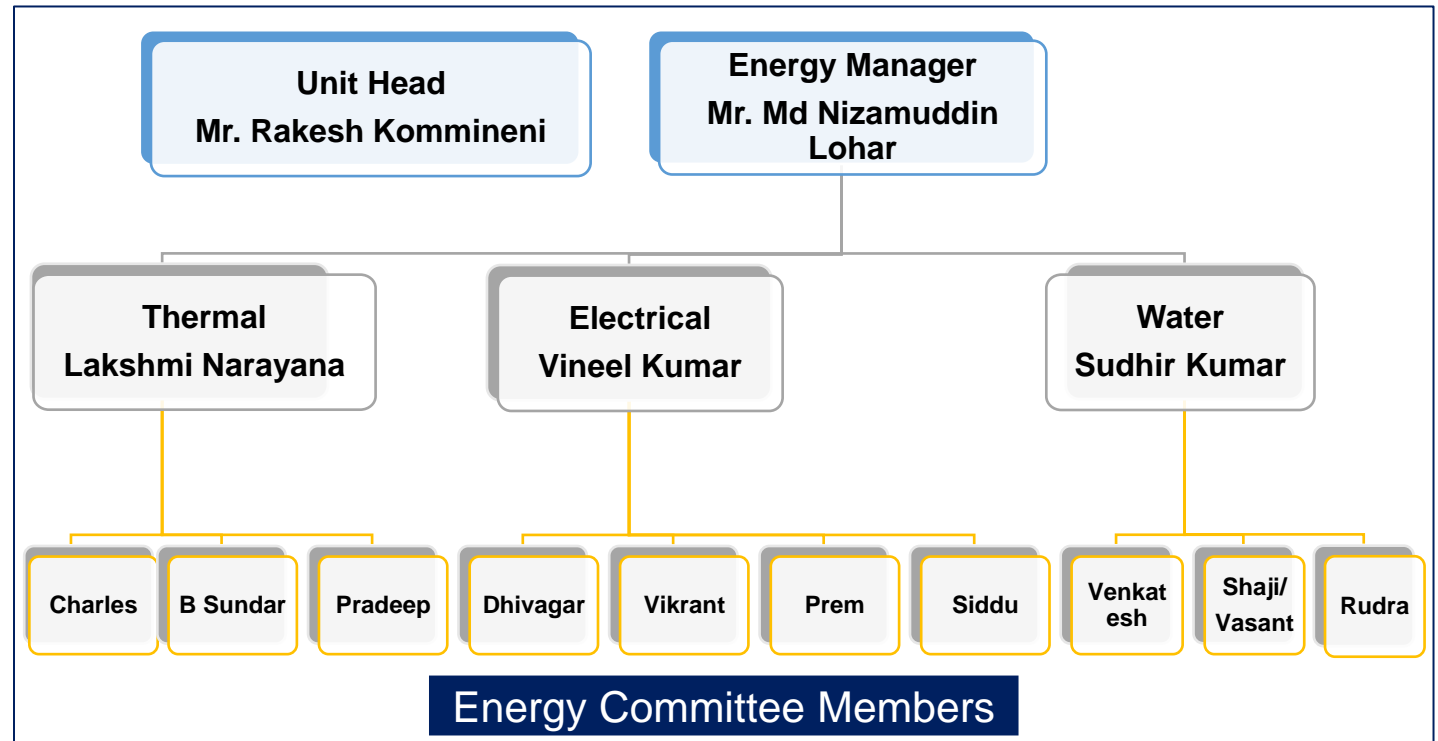 Unit Head
Mr. Rakesh Kommineni
Energy Manager
Mr. Md Nizamuddin
Lohar
Thermal
Lakshmi Narayana
Electrical
Vineel Kumar
Water
Sudhir Kumar
Charles
B Sundar
Pradeep
Dhivagar
Vikrant
Prem
Siddu
Venkat
esh
Shaji/
Vasant
Rudra
Energy Committee Members